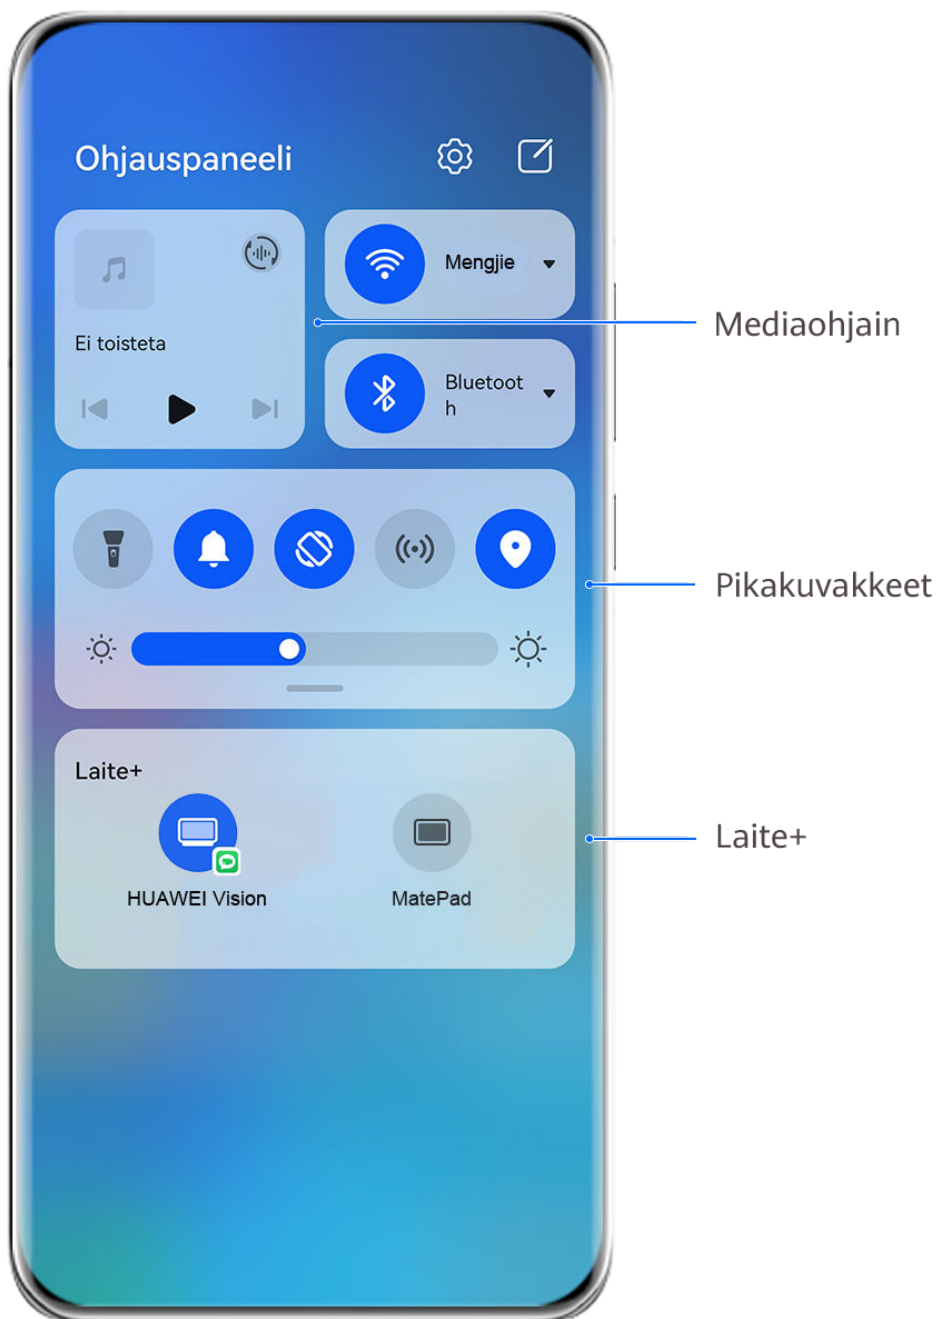 Ohjauspaneeli
Ei toisteta
Mengjie
Bluetoot
h
Mediaohjain
Pikakuvakkeet
Laite+
HUAWEI Vision
MatePad
Laite+